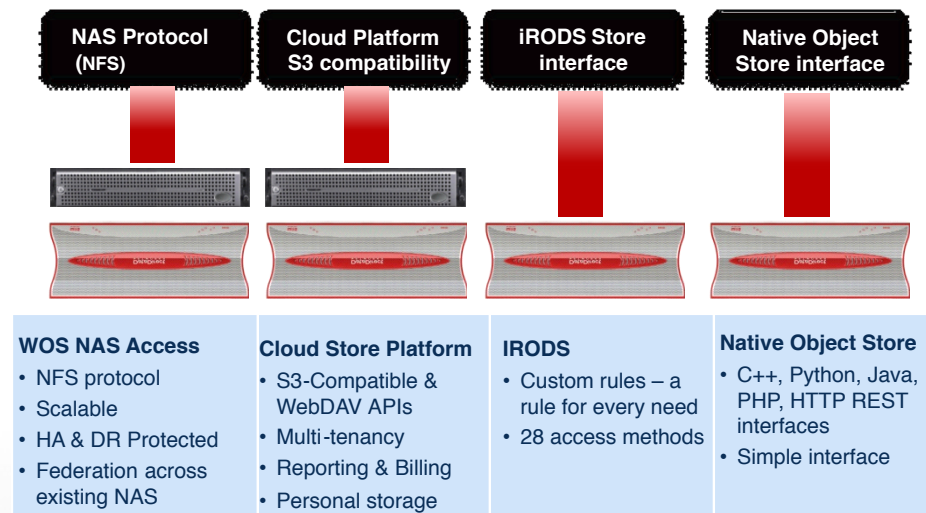 NAS Protocol
(NFS)
Cloud Platform
S3 compatibility
iRODS Store
interface
Native Object
Store interface
WOS NAS Access
• NFS protocol
• Scalable
• HA & DR Protected
• Federation across
existing NAS
Cloud Store Platform
• S3-Compatible &
WebDAV APIs
• Multi-tenancy
• Reporting & Billing
• Personal storage
IRODS
• Custom rules – a
rule for every need
• 28 access methods
Native Object Store
• C++, Python, Java,
PHP, HTTP REST
interfaces
• Simple interface